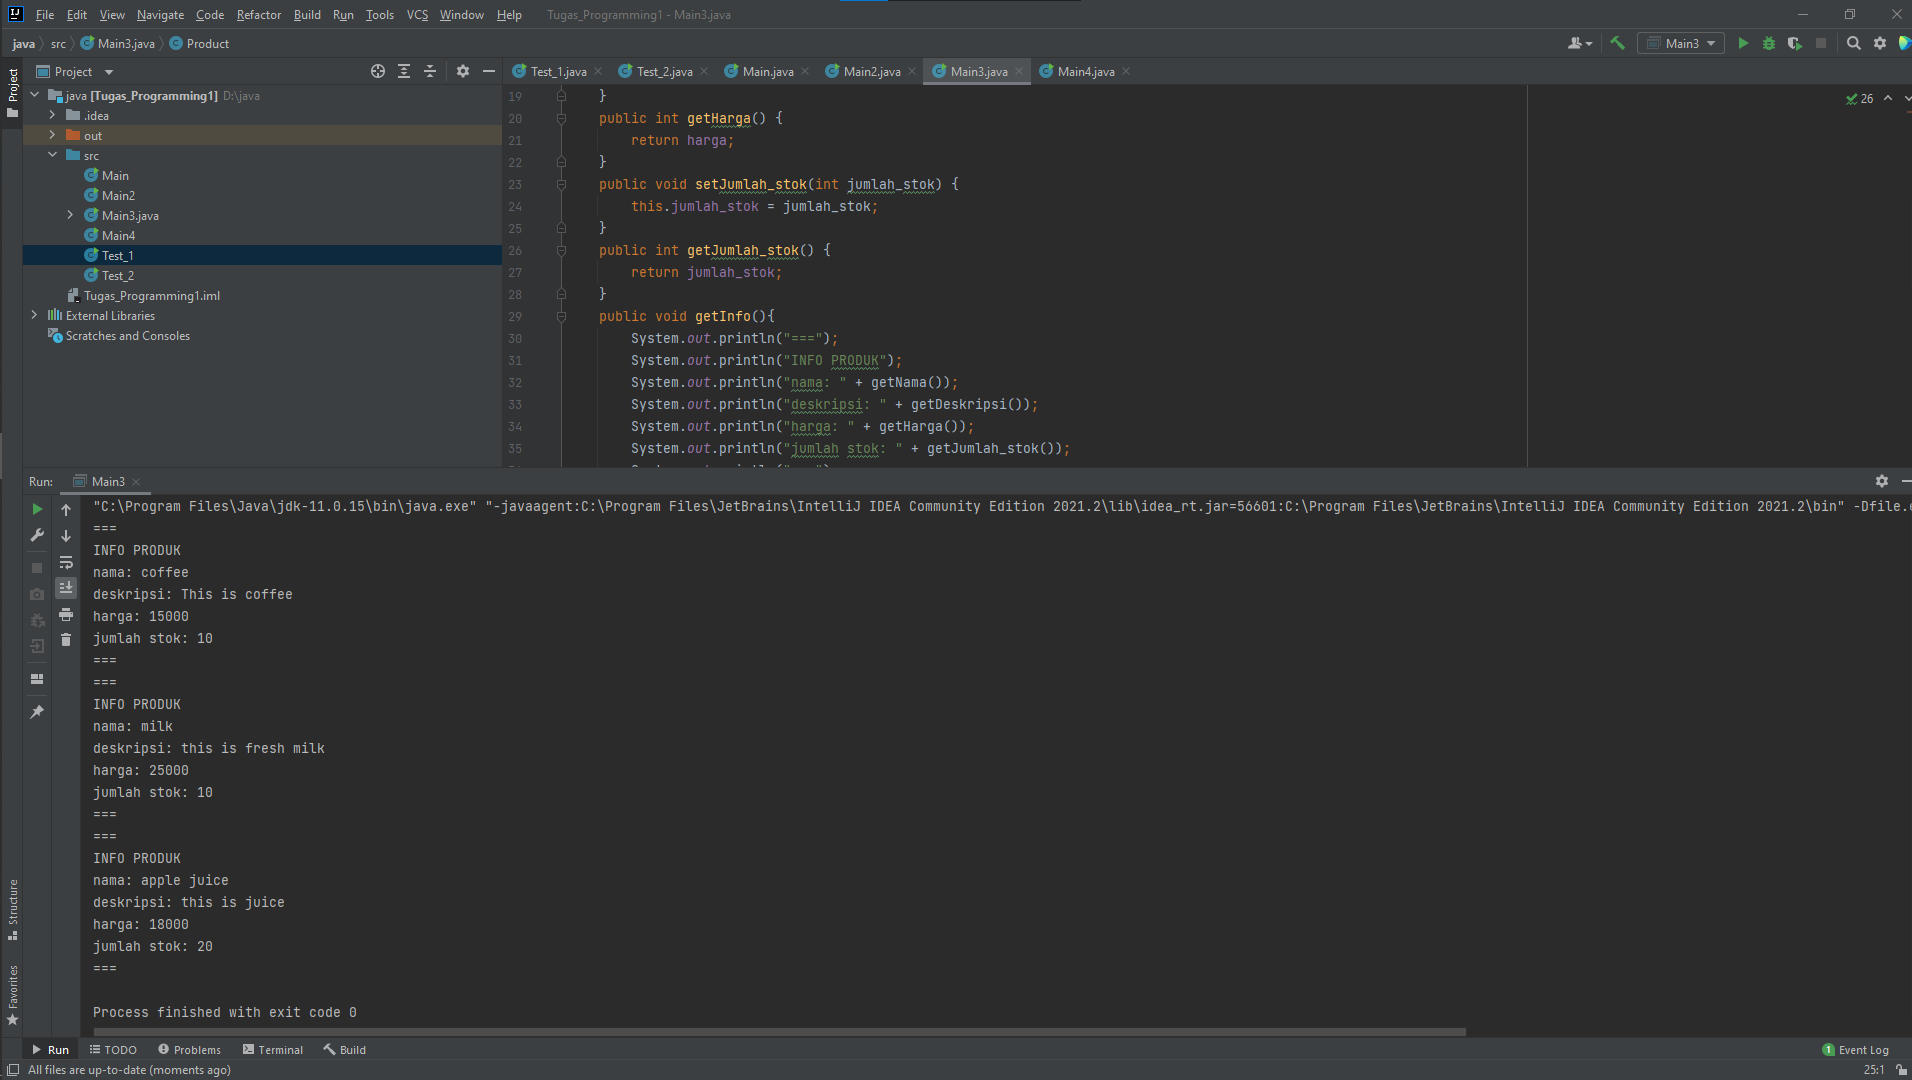 File Edit View Navigate Code Refactor Build Run Tools VCS Window Help Tugas_Programming1 - Main3.java
java src Main3.java Product
Main3
Project
Project
Test_1.java Test_2.java Main.java Main2.java Main3.java Main4.java
java [Tugas_Programming1] D:\java
.idea
out
src
Main
Main2
Main3.java
Main4
Test_1
Test_2
Tugas_Programming1.iml
External Libraries
Scratches and Consoles
26
19 }
20 public int getHarga() {
21 return harga;
22 }
23 public void setJumlah_stok(int jumlah_stok) {
24 this.jumlah_stok = jumlah_stok;
25 }
26 public int getJumlah_stok() {
27 return jumlah_stok;
28 }
29 public void getInfo(){
30 System.out.println("===");
31 System.out.println("INFO PRODUK");
32 System.out.println("nama: " + getNama());
33 System.out.println("deskripsi: " + getDeskripsi());
34 System.out.println("harga: " + getHarga());
35 System.out.println("jumlah stok: " + getJumlah_stok());
Run: Main3
"C:\Program Files\Java\jdk-11.0.15\bin\java.exe" "-javaagent:C:\Program Files\JetBrains\IntelliJ IDEA Community Edition 2021.2\lib\idea_rt.jar=56601:C:\Program Files\JetBrains\IntelliJ IDEA Community Edition 2021.2\bin" -Dfile.e
===
INFO PRODUK
nama: coffee
deskripsi: This is coffee
harga: 15000
jumlah stok: 10
===
===
INFO PRODUK
nama: milk
deskripsi: this is fresh milk
harga: 25000
jumlah stok: 10
===
===
INFO PRODUK
nama: apple juice
deskripsi: this is juice
harga: 18000
jumlah stok: 20
===
Process finished with exit code 0
Structure
Favorites
Run TODO Problems Terminal Build
1 Event Log
All files are up-to-date (moments ago)
25:1